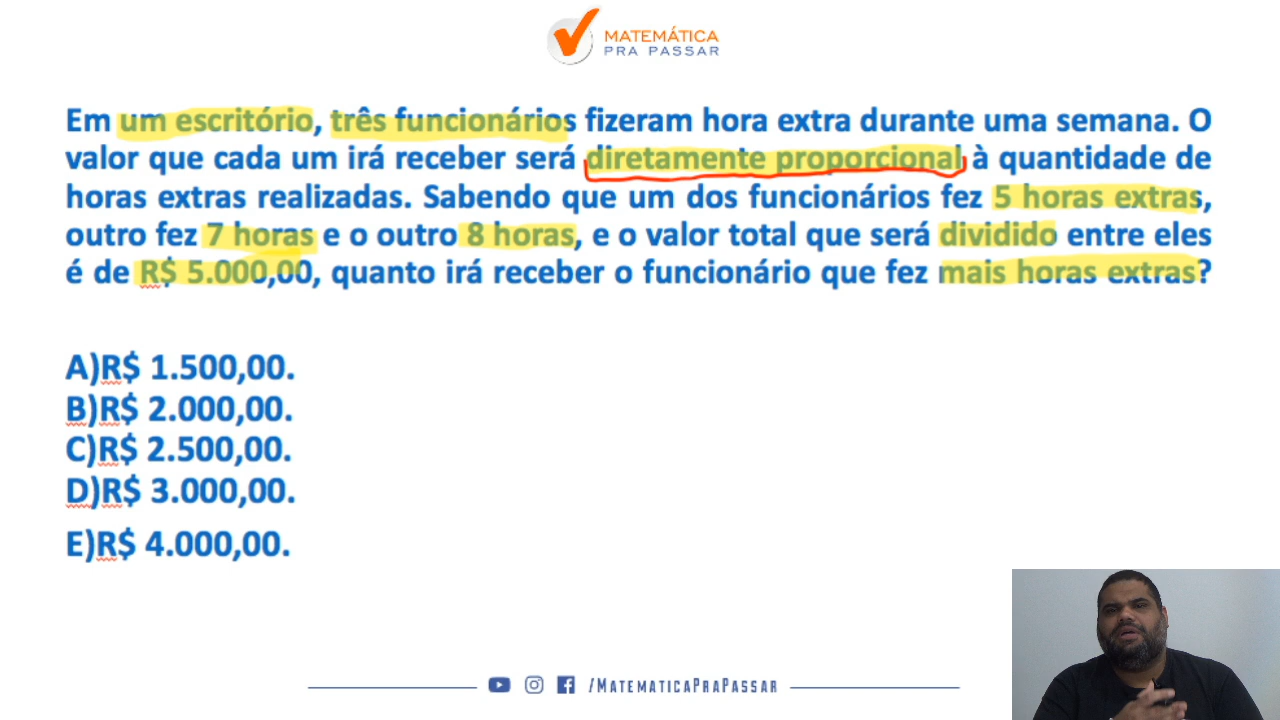 MATEMÁTICA
PRA PASSAR
Em um escritório, três funcionários fizeram hora extra durante uma semana. O
valor que cada um irá receber será diretamente proporcional à quantidade de
horas extras realizadas. Sabendo que um dos funcionários fez 5 horas extras,
outro fez 7 horas e o outro 8 horas, e o valor total que será dividido entre eles
é de R$ 5.000,00, quanto irá receber o funcionário que fez mais horas extras?
A)R$ 1.500,00.
B)R$ 2.000,00.
C)R$ 2.500,00.
D)R$ 3.000,00.
E)R$ 4.000,00.
/MATEMATICAPRAPASSAR